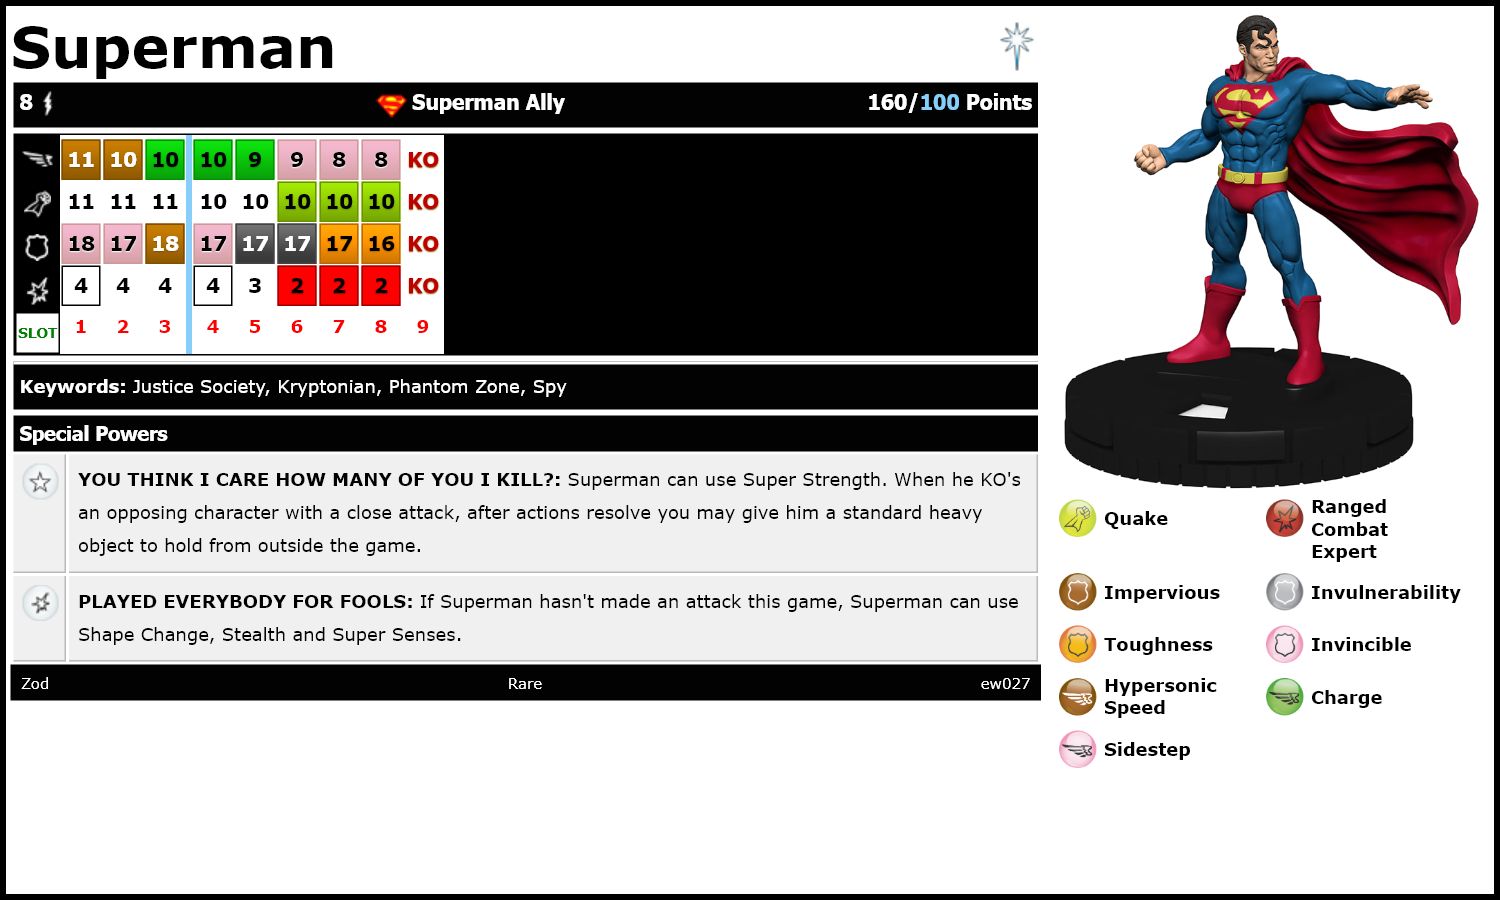 Superman
8 Superman Ally 160/100 Points
11 10 10 10 9 9 8 8 KO
11 11 11 10 10 10 10 10 KO
18 17 18 17 17 17 17 16 KO
4 4 4 4 3 2 2 2 KO
SLOT 1 2 3 4 5 6 7 8 9
Keywords: Justice Society, Kryptonian, Phantom Zone, Spy
Special Powers
YOU THINK I CARE HOW MANY OF YOU I KILL?: Superman can use Super Strength. When he KO's
an opposing character with a close attack, after actions resolve you may give him a standard heavy
object to hold from outside the game.
PLAYED EVERYBODY FOR FOOLS: If Superman hasn't made an attack this game, Superman can use
Shape Change, Stealth and Super Senses.
Zod Rare ew027
Quake
Ranged
Combat
Expert
Impervious
Invulnerability
Toughness
Invincible
Hypersonic
Speed
Charge
Sidestep